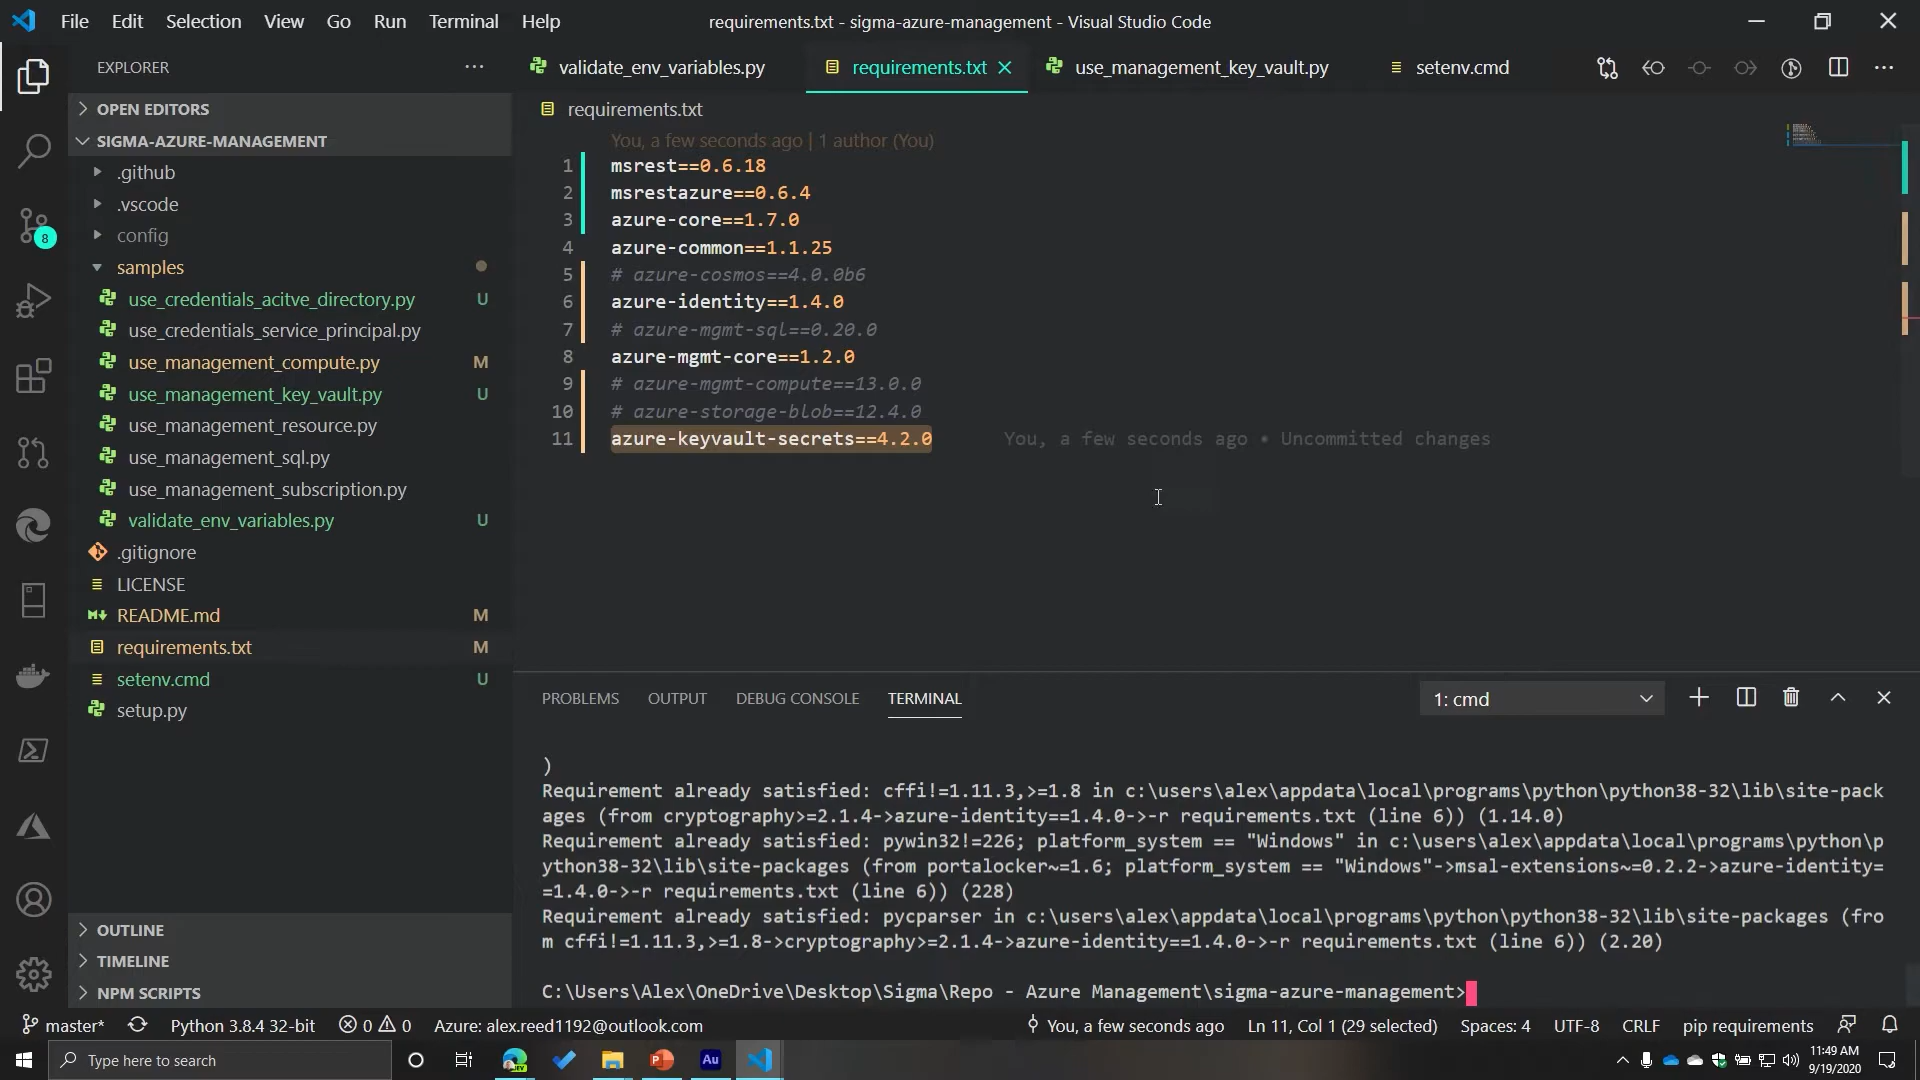 File Edit Selection View Go Run Terminal Help
requirements.txt - sigma-azure-management - Visual Studio Code
EXPLORER
OPEN EDITORS
SIGMA-AZURE-MANAGEMENT
.github
.vscode
config
samples
use_credentials_acitve_directory.py U
use_credentials_service_principal.py
use_management_compute.py M
use_management_key_vault.py U
use_management_resource.py
use_management_sql.py
use_management_subscription.py
validate_env_variables.py U
.gitignore
LICENSE
README.md M
requirements.txt M
setenv.cmd U
setup.py
OUTLINE
TIMELINE
NPM SCRIPTS
8
validate_env_variables.py requirements.txt use_management_key_vault.py setenv.cmd
requirements.txt
You, a few seconds ago | 1 author (You)
1 msrest==0.6.18
2 msrestazure==0.6.4
3 azure-core==1.7.0
4 azure-common==1.1.25
5 # azure-cosmos==4.0.0b6
6 azure-identity==1.4.0
7 # azure-mgmt-sql==0.20.0
8 azure-mgmt-core==1.2.0
9 # azure-mgmt-compute==13.0.0
10 # azure-storage-blob==12.4.0
11 azure-keyvault-secrets==4.2.0 You, a few seconds ago • Uncommitted changes
PROBLEMS OUTPUT DEBUG CONSOLE TERMINAL 1: cmd
)
Requirement already satisfied: cffi!=1.11.3,>=1.8 in c:\users\alex\appdata\local\programs\python\python38-32\lib\site-pack
ages (from cryptography>=2.1.4->azure-identity==1.4.0->-r requirements.txt (line 6)) (1.14.0)
Requirement already satisfied: pywin32!=226; platform_system == "Windows" in c:\users\alex\appdata\local\programs\python\p
ython38-32\lib\site-packages (from portalocker~=1.6; platform_system == "Windows"->msal-extensions~=0.2.2->azure-identity=
=1.4.0->-r requirements.txt (line 6)) (228)
Requirement already satisfied: pycparser in c:\users\alex\appdata\local\programs\python\python38-32\lib\site-packages (fro
m cffi!=1.11.3,>=1.8->cryptography>=2.1.4->azure-identity==1.4.0->-r requirements.txt (line 6)) (2.20)
C:\Users\Alex\OneDrive\Desktop\Sigma\Repo - Azure Management\sigma-azure-management>
master* Python 3.8.4 32-bit 0 0 Azure: alex.reed1192@outlook.com You, a few seconds ago Ln 11, Col 1 (29 selected) Spaces: 4 UTF-8 CRLF pip requirements
Type here to search
Au
11:49 AM
9/19/2020